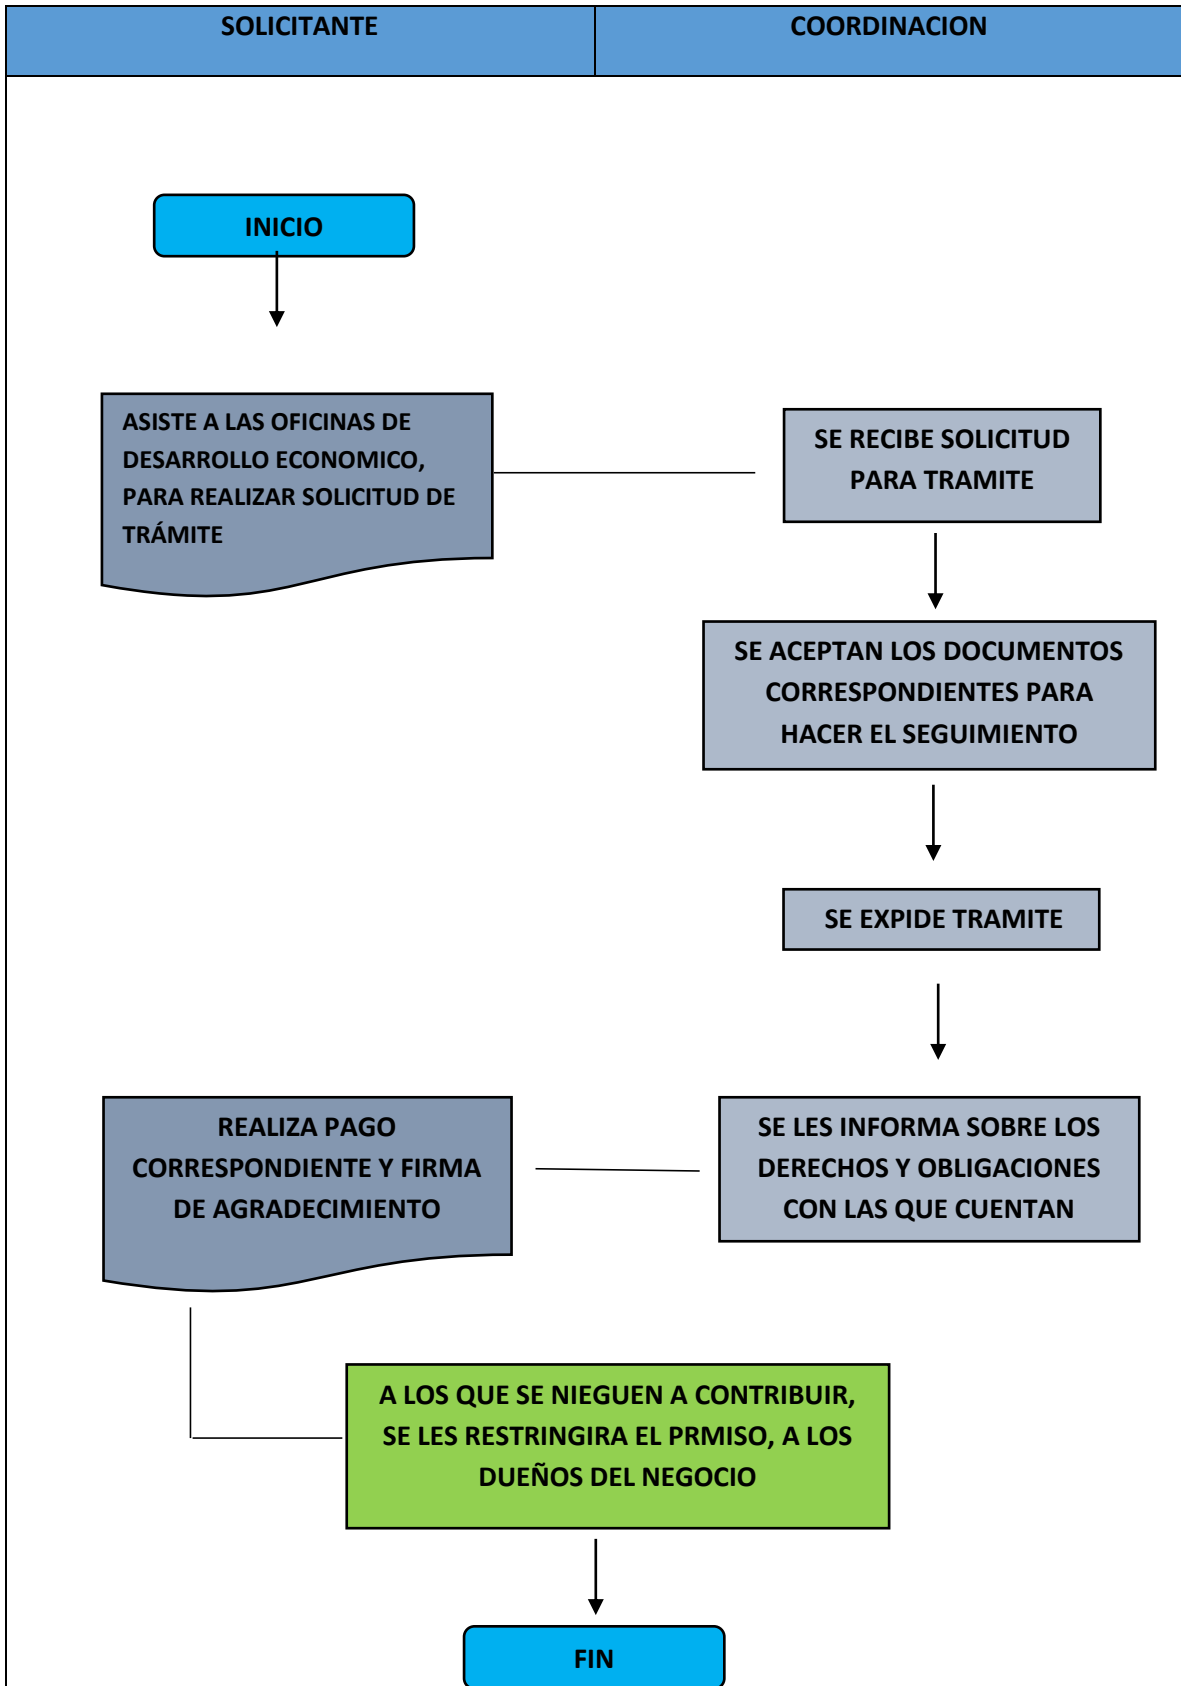 SOLICITANTE
COORDINACION
INICIO
ASISTE A LAS OFICINAS DE
DESARROLLO ECONOMICO,
PARA REALIZAR SOLICITUD DE
TRÁMITE
SE RECIBE SOLICITUD
PARA TRAMITE
SE ACEPTAN LOS DOCUMENTOS
CORRESPONDIENTES PARA
HACER EL SEGUIMIENTO
SE EXPIDE TRAMITE
SE LES INFORMA SOBRE LOS
DERECHOS Y OBLIGACIONES
CON LAS QUE CUENTAN
REALIZA PAGO
CORRESPONDIENTE Y FIRMA
DE AGRADECIMIENTO
A LOS QUE SE NIEGUEN A CONTRIBUIR,
SE LES RESTRINGIRA EL PRMISO, A LOS
DUEÑOS DEL NEGOCIO
FIN